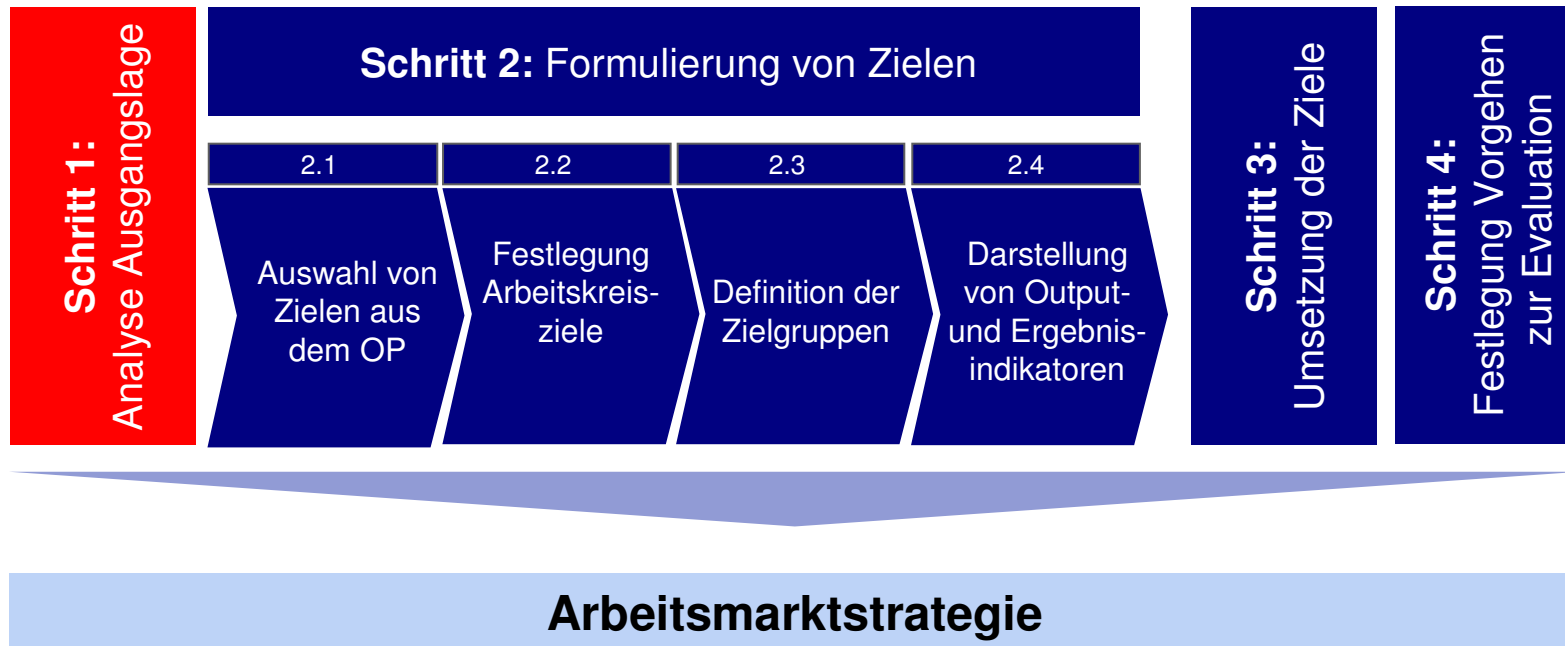 Schritt 1:
Analyse Ausgangslage
Schritt 2: Formulierung von Zielen
2.1
Auswahl von
Zielen aus
dem OP
2.2
Festlegung
Arbeitskreis-
ziele
2.3
Definition der
Zielgruppen
2.4
Darstellung
von Output-
und Ergebnis-
indikatoren
Schritt 3:
Umsetzung der Ziele
Schritt 4:
Festlegung Vorgehen
zur Evaluation
Arbeitsmarktstrategie